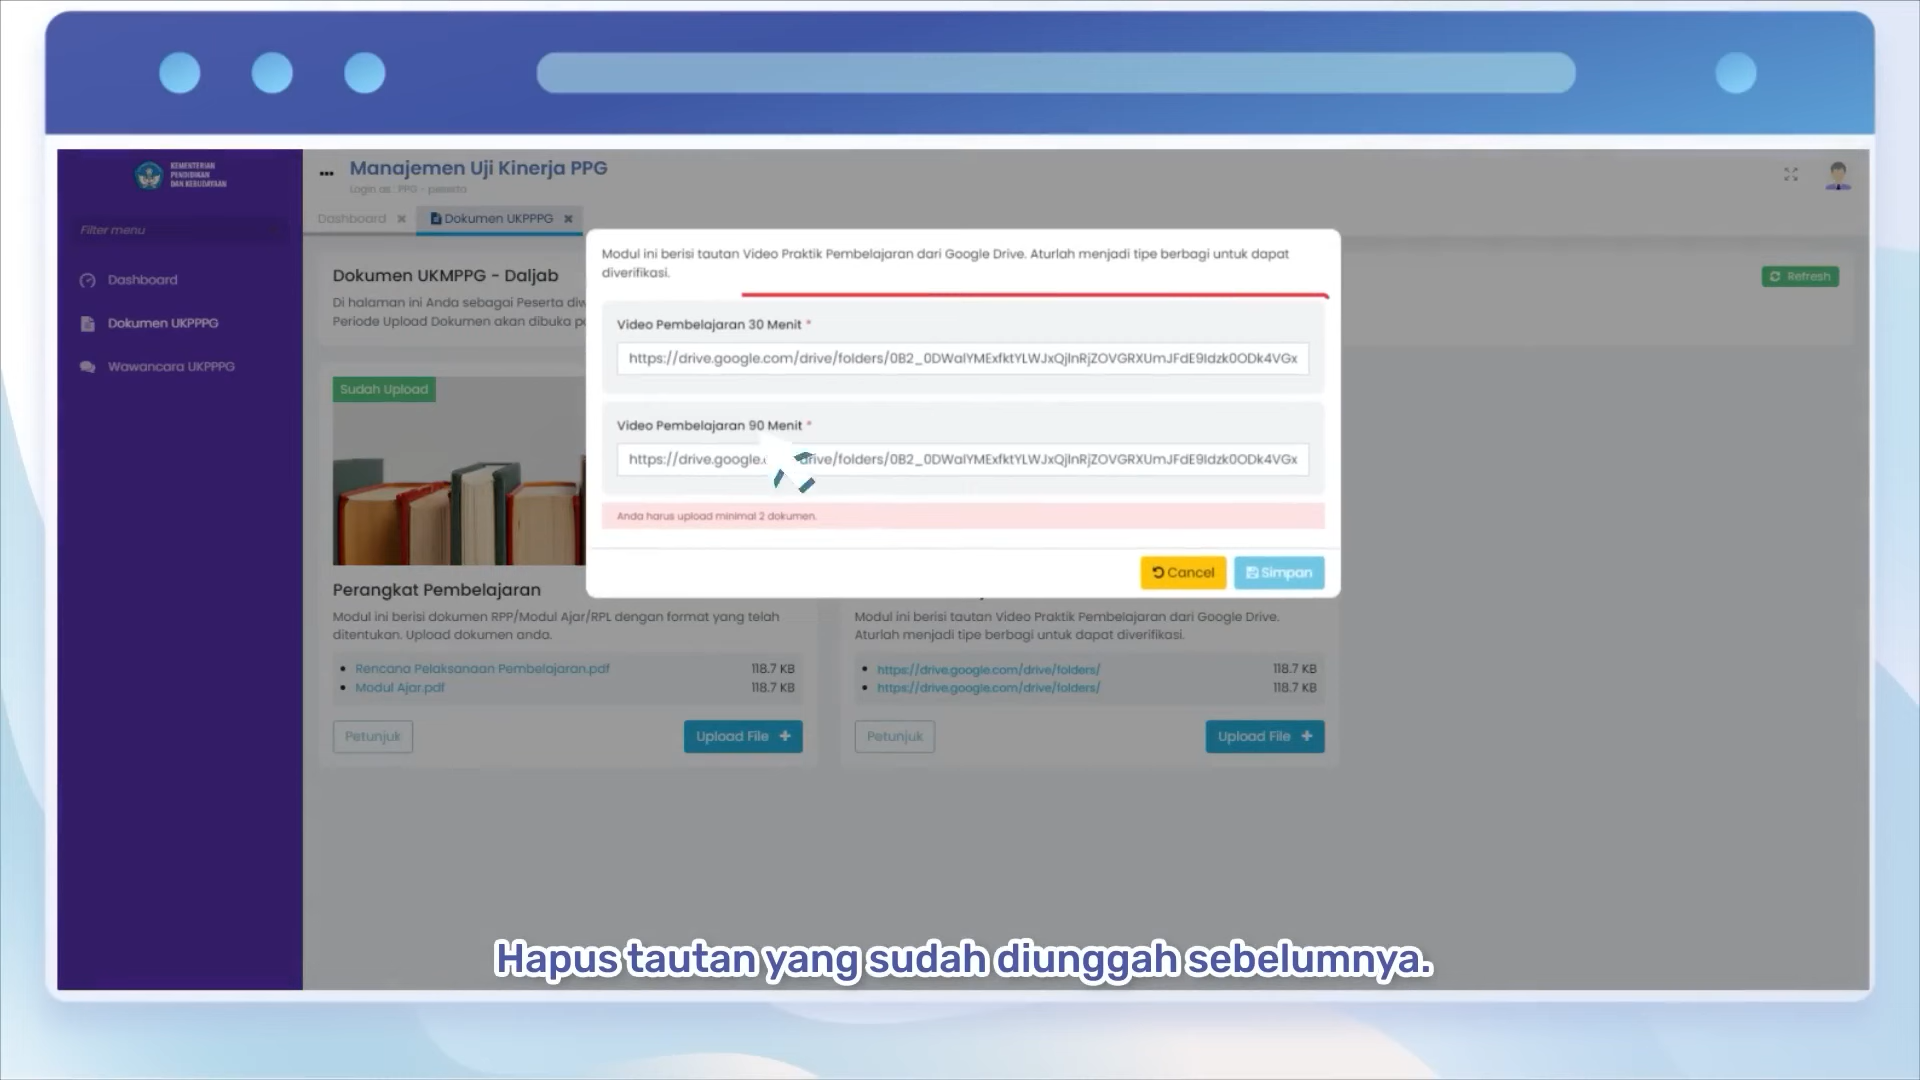 KEMENTERIAN
PENDIDIKAN
DAN KEBUDAYAAN
Filter menu
Dashboard
Dokumen UKPPPG
Wawancara UKPPPG
Manajemen Uji Kinerja PPG
Login as : PPG - peserta
Dashboard
Dokumen UKPPPG
Dokumen UKMPPG - Daljab
Di halaman ini Anda sebagai Peserta
Periode Upload Dokumen akan dibuka
Refresh
Modul ini berisi tautan Video Praktik Pembelajaran dari Google Drive. Aturlah menjadi tipe berbagi untuk dapat
diverifikasi.
Video Pembelajaran 30 Menit *
https://drive.google.com/drive/folders/0B2_0DWalYMExfktYLWJxQjlnRjZOVGRXUmJFdE9Idzk0ODk4VGx
Video Pembelajaran 90 Menit *
https://drive.google. drive/folders/0B2_0DWalYMExfktYLWJxQjlnRjZOVGRXUmJFdE9Idzk0ODk4VGx
Anda harus upload minimal 2 dokumen.
Cancel
Simpan
Sudah Upload
Perangkat Pembelajaran
Modul ini berisi dokumen RPP/Modul Ajar/RPL dengan format yang telah
ditentukan. Upload dokumen anda.
Rencana Pelaksanaan Pembelajaran.pdf 118.7 KB
Modul Ajar.pdf 118.7 KB
Petunjuk
Upload File +
Modul ini berisi tautan Video Praktik Pembelajaran dari Google Drive.
Aturlah menjadi tipe berbagi untuk dapat diverifikasi.
https://drive.google.com/drive/folders/ 118.7 KB
https://drive.google.com/drive/folders/ 118.7 KB
Petunjuk
Upload File +
Hapus tautan yang sudah diunggah sebelumnya.